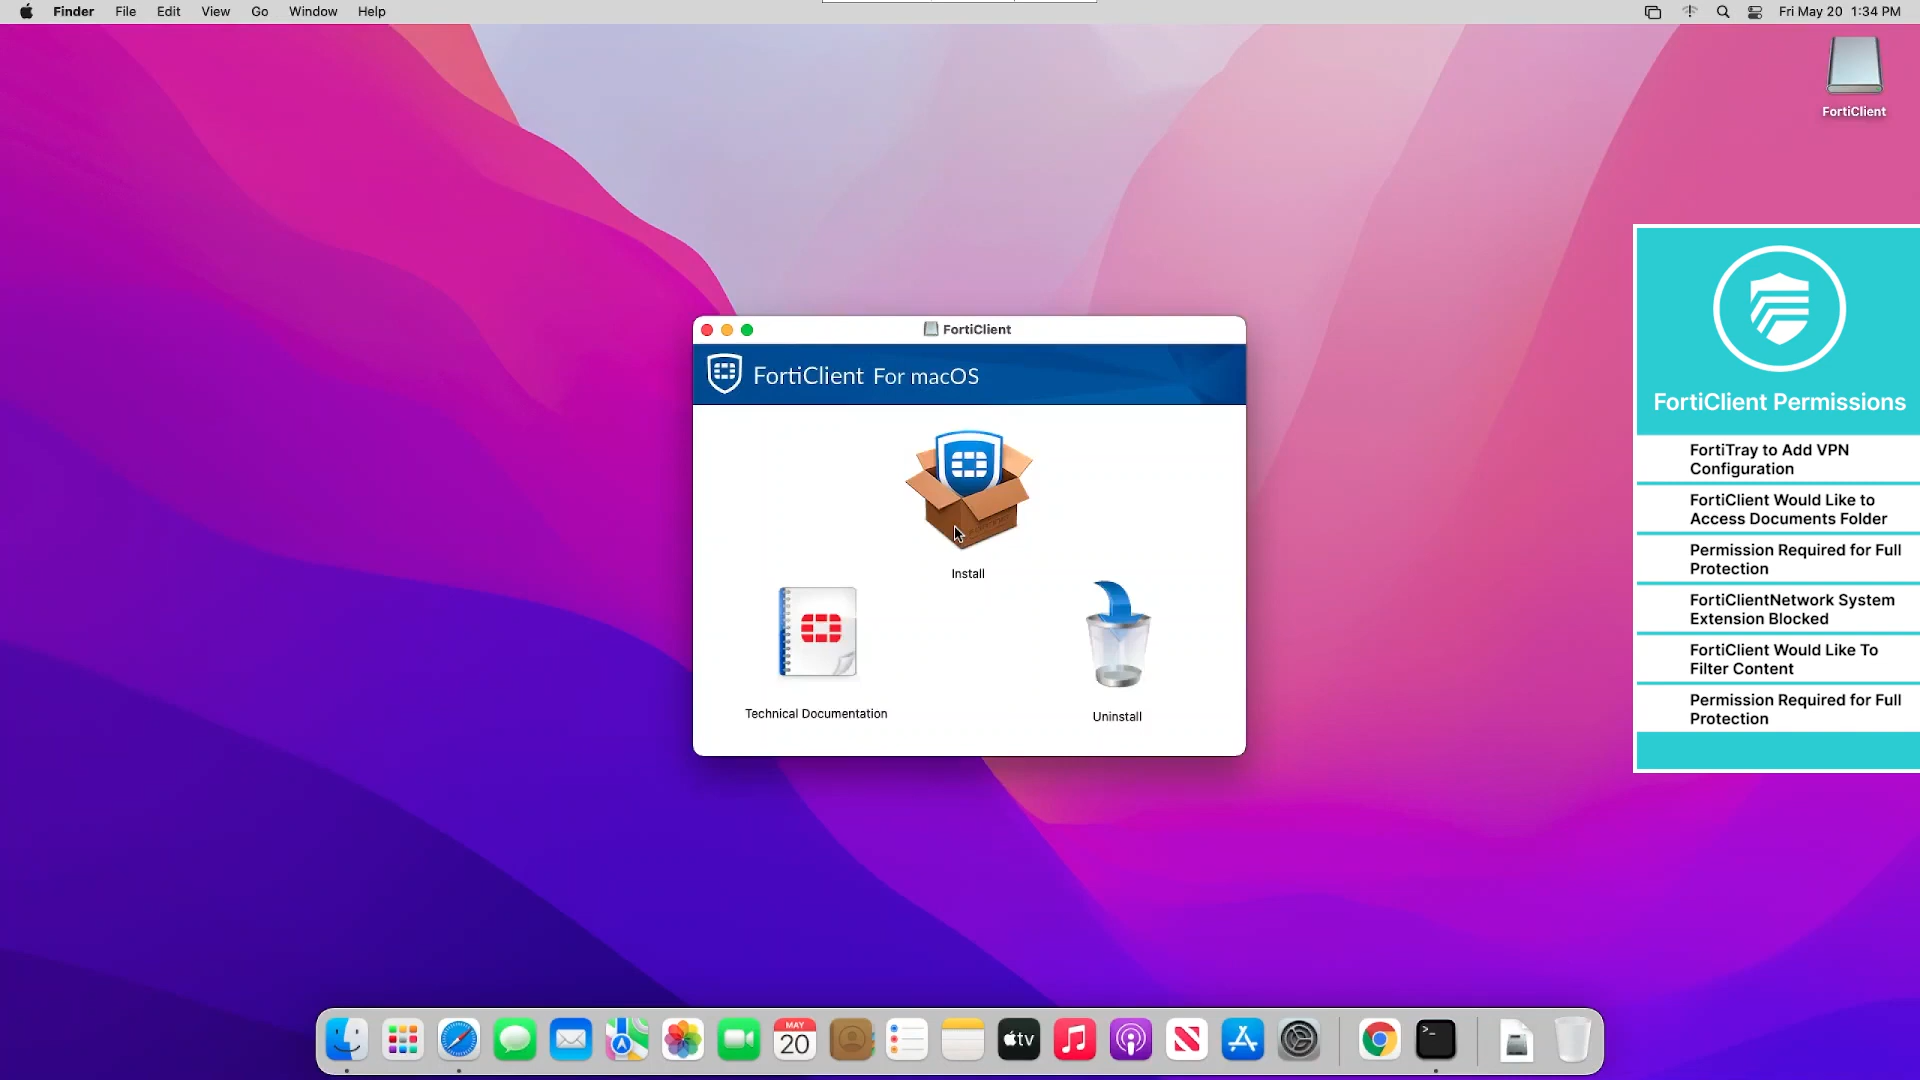 Finder File Edit View Go Window Help
Fri May 20 1:34 PM
FortiClient
FortiClient
FortiClient For macOS
Install
Technical Documentation
Uninstall
FortiClient Permissions
FortiTray to Add VPN
Configuration
FortiClient Would Like to
Access Documents Folder
Permission Required for Full
Protection
FortiClientNetwork System
Extension Blocked
FortiClient Would Like To
Filter Content
Permission Required for Full
Protection
MAY
20
tv
>_